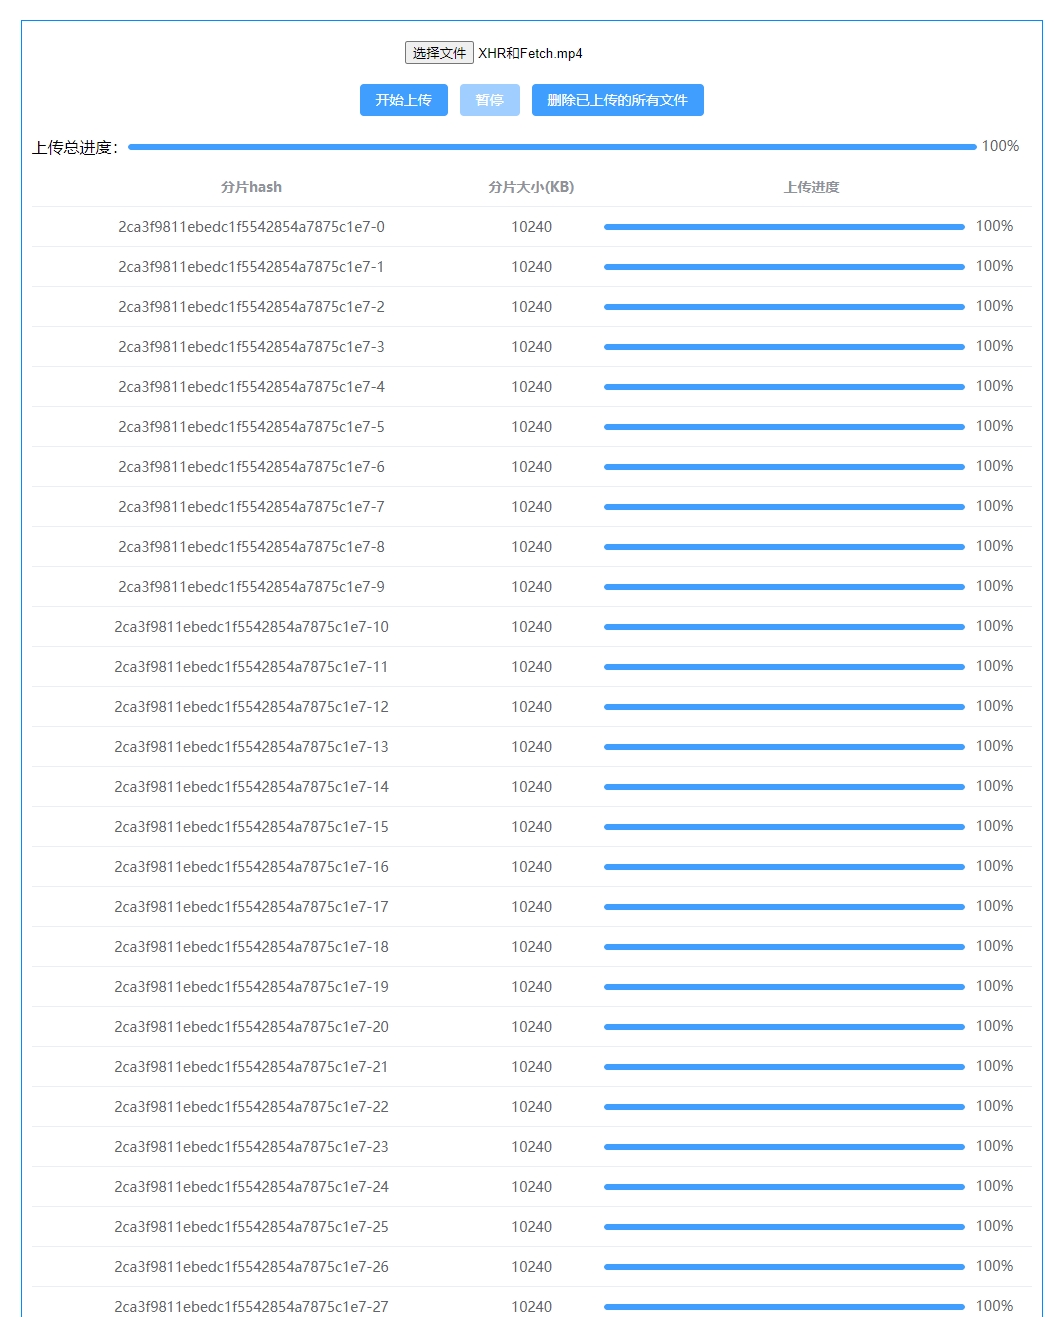 选择文件 XHR和Fetch.mp4
开始上传 暂停 删除已上传的所有文件
上传总进度: 100%
分片hash 分片大小(KB) 上传进度
2ca3f9811ebedc1f5542854a7875c1e7-0 10240 100%
2ca3f9811ebedc1f5542854a7875c1e7-1 10240 100%
2ca3f9811ebedc1f5542854a7875c1e7-2 10240 100%
2ca3f9811ebedc1f5542854a7875c1e7-3 10240 100%
2ca3f9811ebedc1f5542854a7875c1e7-4 10240 100%
2ca3f9811ebedc1f5542854a7875c1e7-5 10240 100%
2ca3f9811ebedc1f5542854a7875c1e7-6 10240 100%
2ca3f9811ebedc1f5542854a7875c1e7-7 10240 100%
2ca3f9811ebedc1f5542854a7875c1e7-8 10240 100%
2ca3f9811ebedc1f5542854a7875c1e7-9 10240 100%
2ca3f9811ebedc1f5542854a7875c1e7-10 10240 100%
2ca3f9811ebedc1f5542854a7875c1e7-11 10240 100%
2ca3f9811ebedc1f5542854a7875c1e7-12 10240 100%
2ca3f9811ebedc1f5542854a7875c1e7-13 10240 100%
2ca3f9811ebedc1f5542854a7875c1e7-14 10240 100%
2ca3f9811ebedc1f5542854a7875c1e7-15 10240 100%
2ca3f9811ebedc1f5542854a7875c1e7-16 10240 100%
2ca3f9811ebedc1f5542854a7875c1e7-17 10240 100%
2ca3f9811ebedc1f5542854a7875c1e7-18 10240 100%
2ca3f9811ebedc1f5542854a7875c1e7-19 10240 100%
2ca3f9811ebedc1f5542854a7875c1e7-20 10240 100%
2ca3f9811ebedc1f5542854a7875c1e7-21 10240 100%
2ca3f9811ebedc1f5542854a7875c1e7-22 10240 100%
2ca3f9811ebedc1f5542854a7875c1e7-23 10240 100%
2ca3f9811ebedc1f5542854a7875c1e7-24 10240 100%
2ca3f9811ebedc1f5542854a7875c1e7-25 10240 100%
2ca3f9811ebedc1f5542854a7875c1e7-26 10240 100%
2ca3f9811ebedc1f5542854a7875c1e7-27 10240 100%